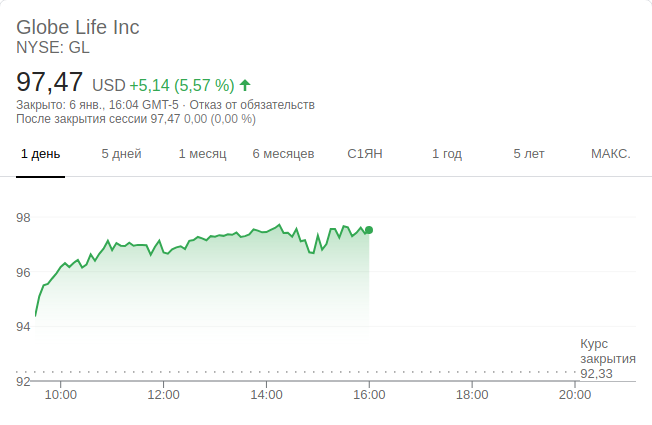 Globe Life Inc
NYSE: GL
97,47 USD +5,14 (5,57 %)
Закрыто: 6 янв., 16:04 GMT-5 · Отказ от обязательств
После закрытия сессии 97,47 0,00 (0,00 %)
1 день 5 дней 1 месяц 6 месяцев С1ЯН 1 год 5 лет МАКС.
98
96
94
Курс
закрытия
92,33
92
10:00 12:00 14:00 16:00 18:00 20:00